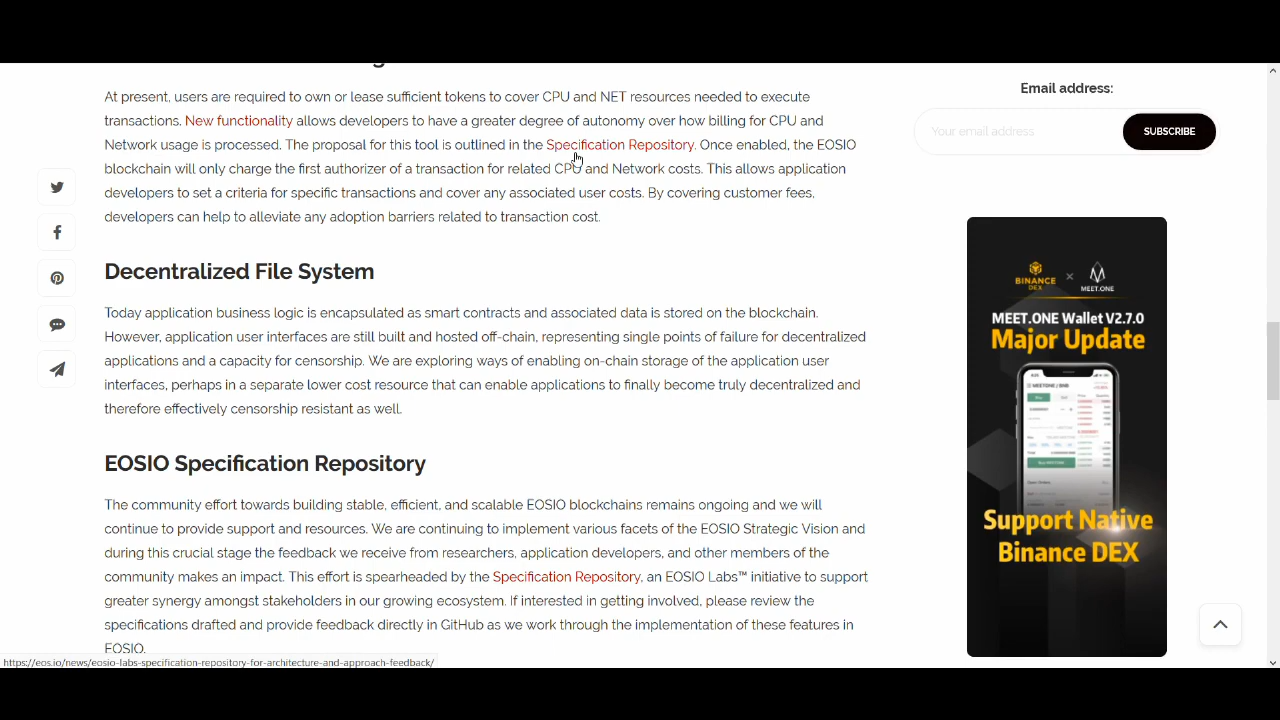 At present, users are required to own or lease sufficient tokens to cover CPU and NET resources needed to execute
transactions. New functionality allows developers to have a greater degree of autonomy over how billing for CPU and
Network usage is processed. The proposal for this tool is outlined in the Specification Repository. Once enabled, the EOSIO
blockchain will only charge the first authorizer of a transaction for related CPU and Network costs. This allows application
developers to set a criteria for specific transactions and cover any associated user costs. By covering customer fees,
developers can help to alleviate any adoption barriers related to transaction cost.
Decentralized File System
Today application business logic is encapsulated as smart contracts and associated data is stored on the blockchain.
However, application user interfaces are still built and hosted off-chain, representing single points of failure for decentralized
applications and a capacity for censorship. We are exploring ways of enabling on-chain storage of the application user
interfaces, perhaps in a separate lower cost resource that can enable applications to finally become truly decentralized and
therefore effectively censorship resistant as well.
EOSIO Specification Repository
The community effort towards building stable, efficient, and scalable EOSIO blockchains remains ongoing and we will
continue to provide support and resources. We are continuing to implement various facets of the EOSIO Strategic Vision and
during this crucial stage the feedback we receive from researchers, application developers, and other members of the
community makes an impact. This effort is spearheaded by the Specification Repository, an EOSIO Labs™ initiative to support
greater synergy amongst stakeholders in our growing ecosystem. If interested in getting involved, please review the
specifications drafted and provide feedback directly in GitHub as we work through the implementation of these features in
EOSIO.
https://eos.io/news/eosio-labs-specification-repository-for-architecture-and-approach-feedback/
Email address:
Your email address
SUBSCRIBE
BINANCE DEX × MEET.ONE
MEET.ONE Wallet V2.7.0
Major Update
Support Native
Binance DEX